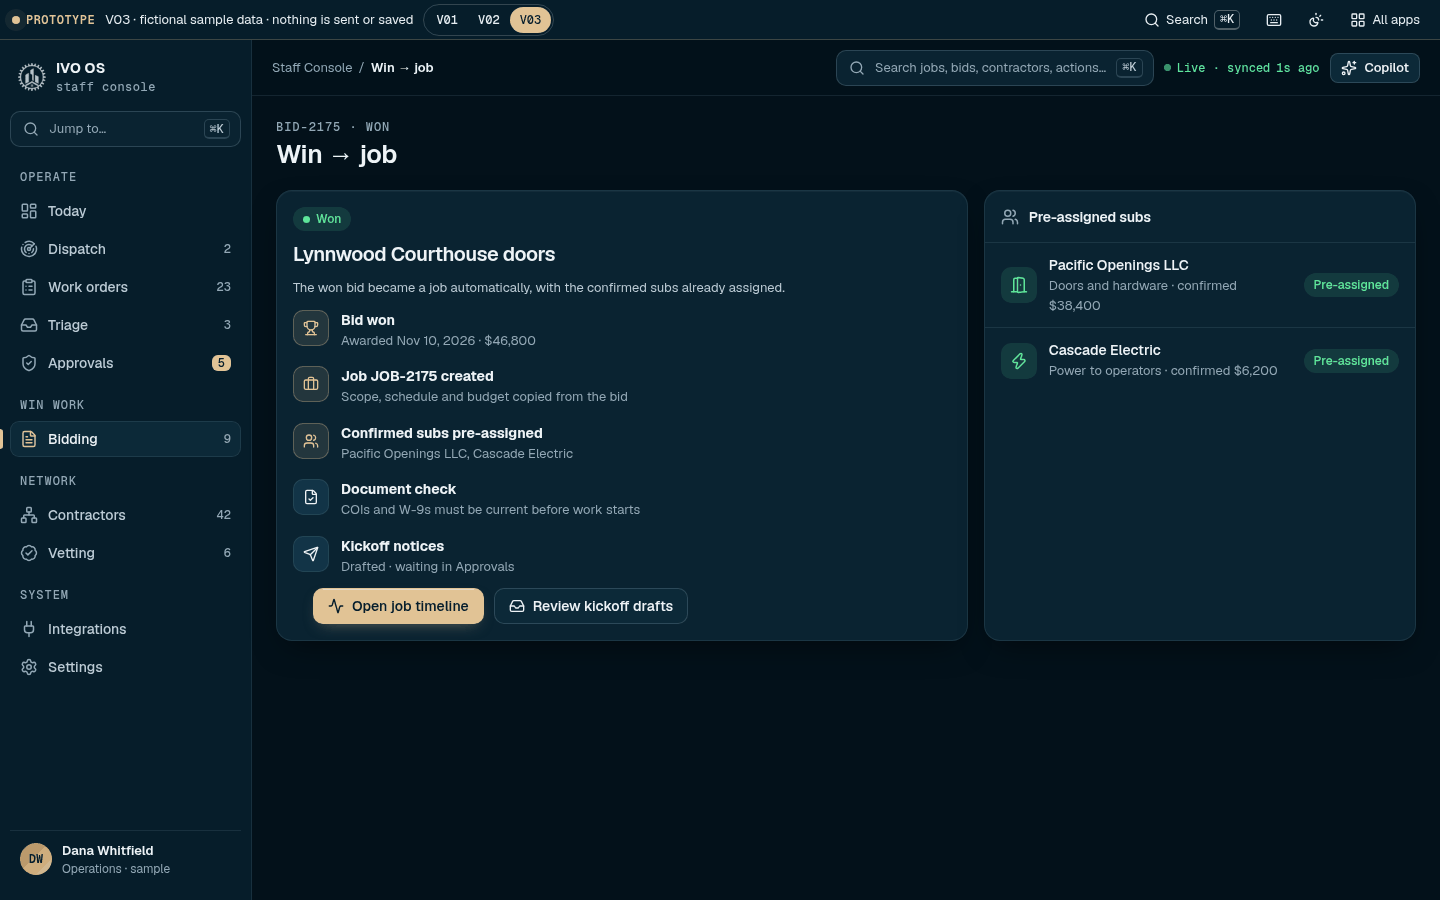 PROTOTYPE V03 · fictional sample data · nothing is sent or saved V01 V02 V03
Search ⌘K All apps
IVO OS
staff console
Jump to… ⌘K
OPERATE
Today
Dispatch 2
Work orders 23
Triage 3
Approvals 5
WIN WORK
Bidding 9
NETWORK
Contractors 42
Vetting 6
SYSTEM
Integrations
Settings
DW
Dana Whitfield
Operations · sample
Staff Console / Win → job
Search jobs, bids, contractors, actions… ⌘K
Live · synced 1s ago
Copilot
BID-2175 · WON
Win → job
Won
Lynnwood Courthouse doors
The won bid became a job automatically, with the confirmed subs already assigned.
Bid won
Awarded Nov 10, 2026 · $46,800
Job JOB-2175 created
Scope, schedule and budget copied from the bid
Confirmed subs pre-assigned
Pacific Openings LLC, Cascade Electric
Document check
COIs and W-9s must be current before work starts
Kickoff notices
Drafted · waiting in Approvals
Open job timeline
Review kickoff drafts
Pre-assigned subs
Pacific Openings LLC
Doors and hardware · confirmed
$38,400
Pre-assigned
Cascade Electric
Power to operators · confirmed $6,200
Pre-assigned